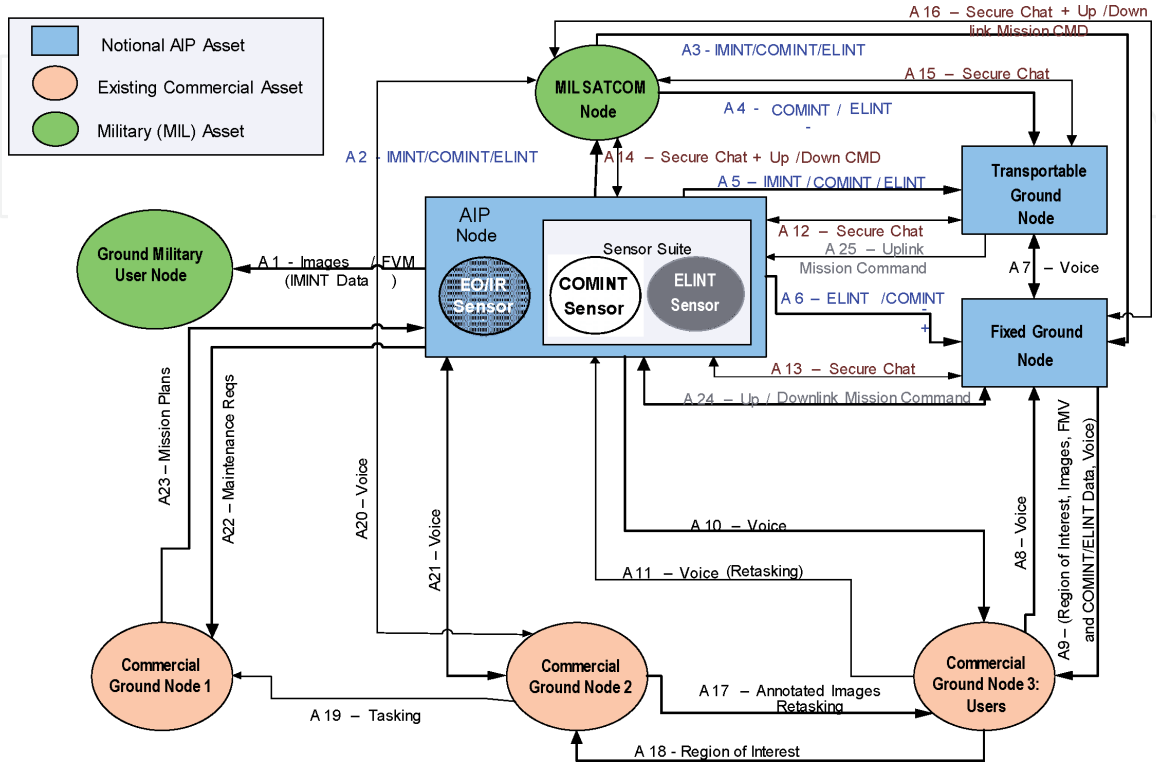 Notional AIP Asset
Existing Commercial Asset
Military (MIL) Asset
A 16 – Secure Chat + Up /Down
link Mission CMD
A3 - IMINT/COMINT/ELINT
A 15 – Secure Chat
MIL SATCOM
Node
A 4 - COMINT / ELINT
-
A 2 - IMINT/COMINT/ELINT
A 14 – Secure Chat + Up /Down CMD
A 5 – IMINT / COMINT / ELINT
Transportable
Ground
Node
AIP
Node
Sensor Suite
EO/IR
Sensor
COMINT
Sensor
ELINT
Sensor
A 12 – Secure Chat
A 25 – Uplink
Mission Command
Ground Military
User Node
A 1 - Images / FVM
(IMINT Data )
A 7 – Voice
A 6 – ELINT /COMINT
-
+
Fixed Ground
Node
A 13 – Secure Chat
A 24 – Up / Downlink Mission Command
A23 – Mission Plans
A22 – Maintenance Reqs
A20 – Voice
A21 – Voice
A 10 – Voice
A 11 – Voice (Retasking)
A8 – Voice
A9 – (Region of Interest, Images, FMV
and COMINT/ELINT Data, Voice)
Commercial
Ground Node 1
Commercial
Ground Node 2
Commercial
Ground Node 3:
Users
A 17 – Annotated Images
Retasking
A 19 – Tasking
A 18 - Region of Interest